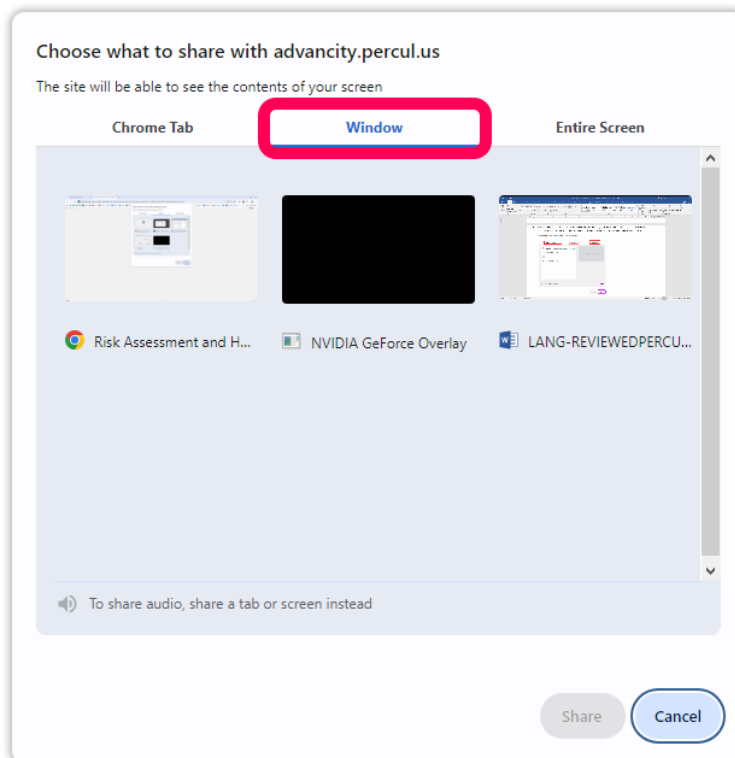 Choose what to share with advancity.percul.us
The site will be able to see the contents of your screen
Chrome Tab Window Entire Screen
Risk Assessment and H... NVIDIA GeForce Overlay LANG-REVIEWEDPERCU...
To share audio, share a tab or screen instead
Share Cancel